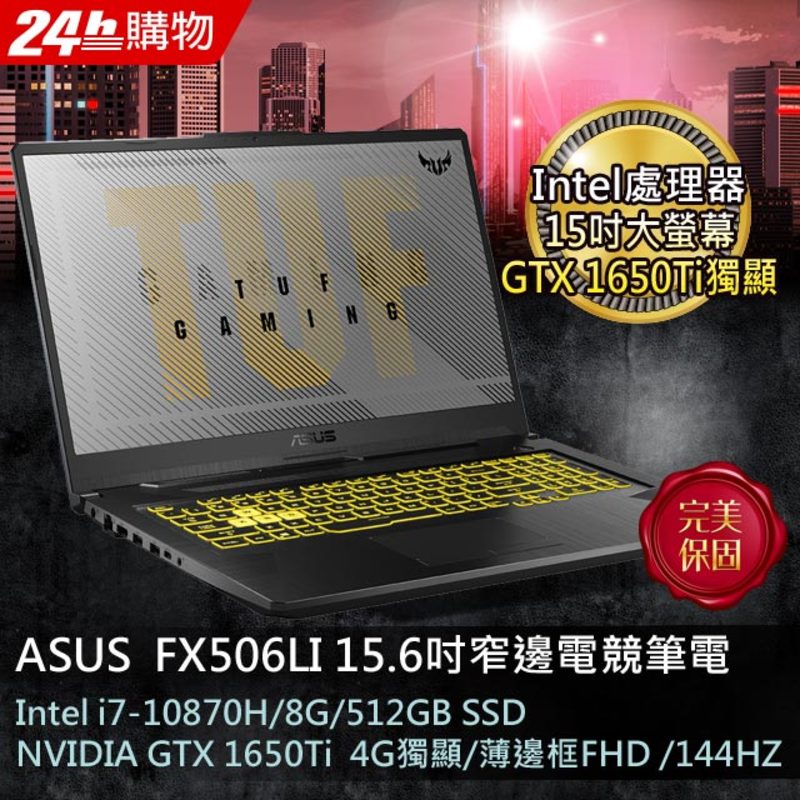 24h購物
TUF
ASUS
Intel處理器
15吋大螢幕
GTX 1650Ti獨顯
TUF
GAMING
ASUS
完美
保固
ASUS FX506LI 15.6吋窄邊電競筆電
Intel i7-10870H/8G/512GB SSD
NVIDIA GTX 1650Ti 4G獨顯/薄邊框FHD /144HZ